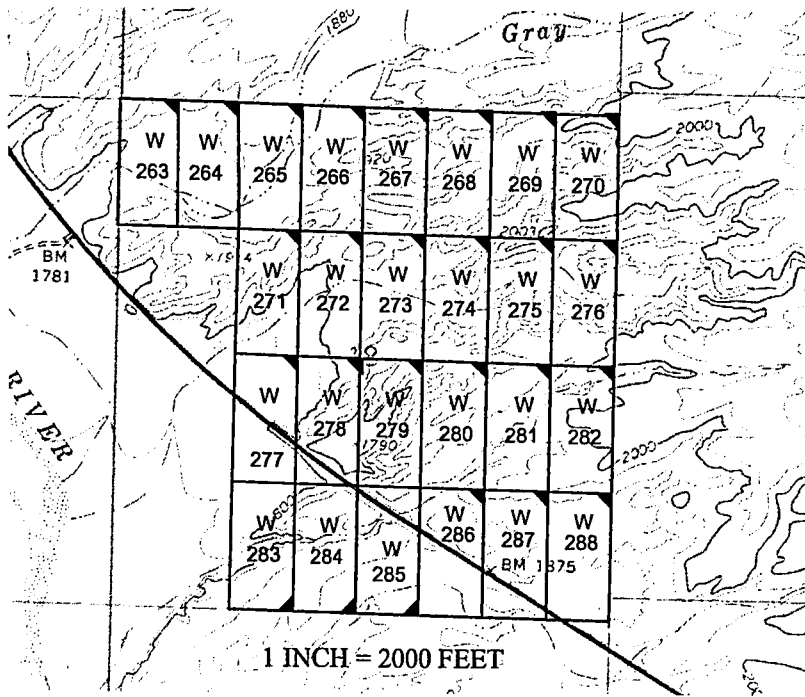 1880
Gray
2000
W 263
W 264
W 265
W 266
W 267
W 268
W 269
W 270
BM
1781
W 271
W 272
W 273
W 274
W 275
W 276
RIVER
W 277
W 278
W 279
W 280
W 281
W 282
1790
2000
W 283
W 284
W 285
W 286
W 287
W 288
BM 1875
1 INCH = 2000 FEET